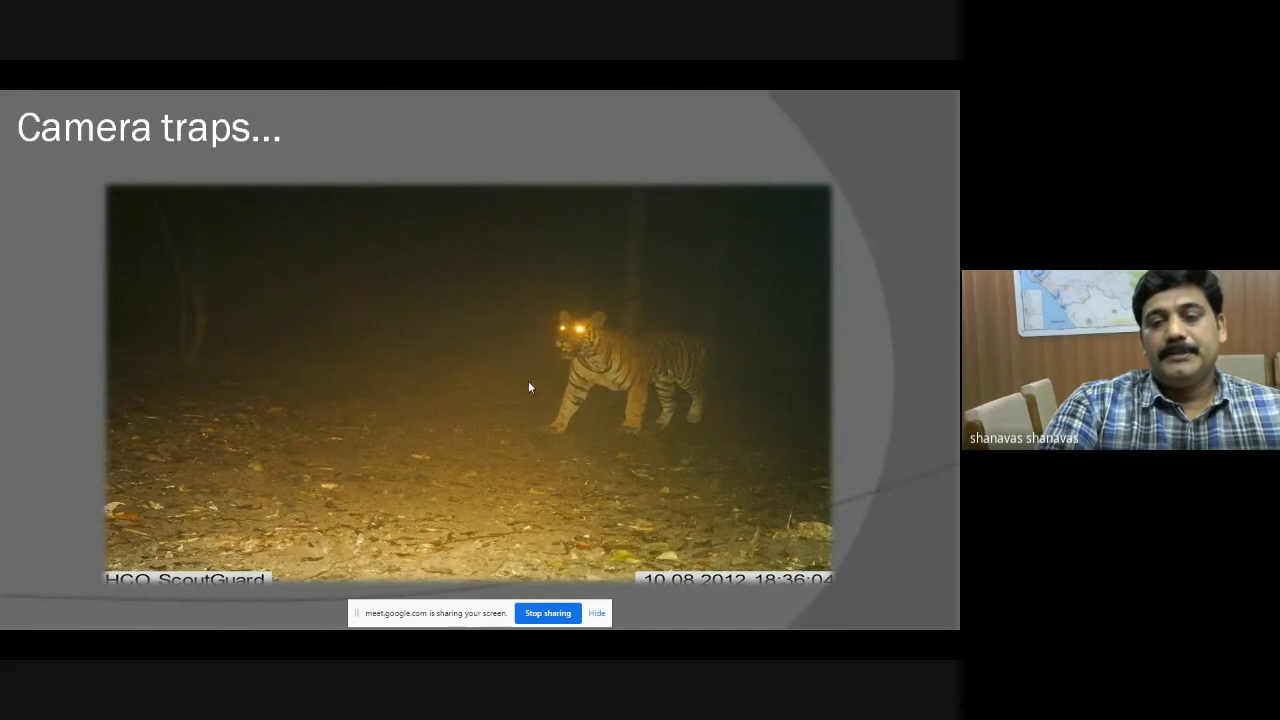 Camera traps...
HCO ScoutGuard
10.08.2012 18:36:04
meet.google.com is sharing your screen.
Stop sharing
Hide
shanavas shanavas